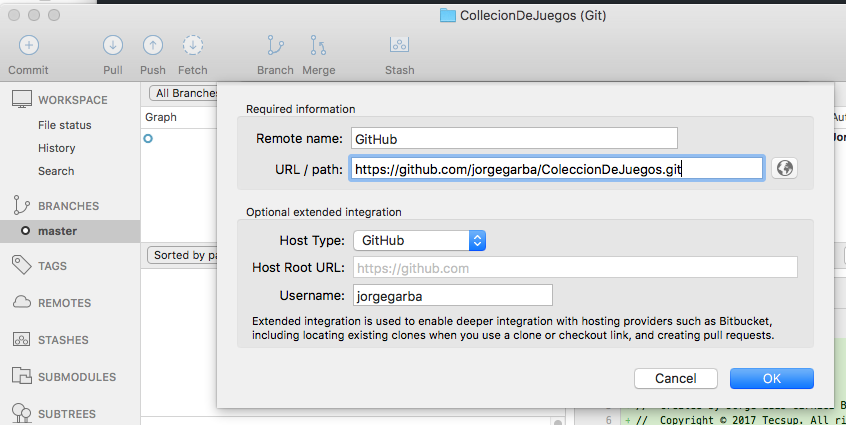 CollecionDeJuegos (Git)
Commit Pull Push Fetch Branch Merge Stash
WORKSPACE
File status
History
Search
BRANCHES
master
TAGS
REMOTES
STASHES
SUBMODULES
SUBTREES
All Branches
Graph
Sorted by pa
Required information
Remote name: GitHub
URL / path: https://github.com/jorgegarba/ColeccionDeJuegos.git
Optional extended integration
Host Type: GitHub
Host Root URL: https://github.com
Username: jorgegarba
Extended integration is used to enable deeper integration with hosting providers such as Bitbucket,
including locating existing clones when you use a clone or checkout link, and creating pull requests.
Cancel OK
6 + // Copyright © 2017 Tecsup. All ri